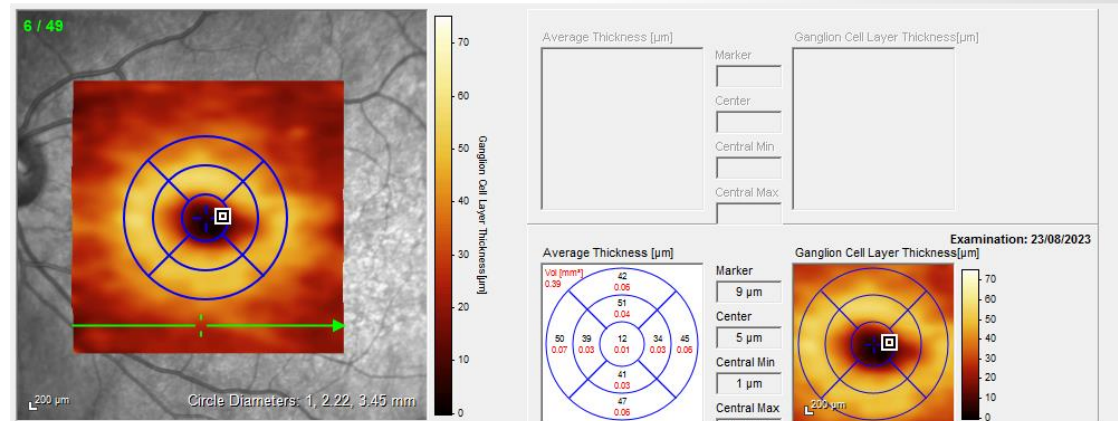 6 / 49
70
60
50
40
30
20
10
0
Ganglion Cell Layer Thickness [µm]
200 µm
Circle Diameters: 1, 2.22, 3.45 mm
Average Thickness [µm]
Marker
Center
Central Min
Central Max
Ganglion Cell Layer Thickness[µm]
Examination: 23/08/2023
Average Thickness [µm]
Vol [mm³]
0.39
42
0.06
51
0.04
50
0.07
39
0.03
12
0.01
34
0.03
45
0.06
41
0.03
47
0.06
Marker
9 µm
Center
5 µm
Central Min
1 µm
Central Max
Ganglion Cell Layer Thickness[µm]
200 µm
70
60
50
40
30
20
10
0